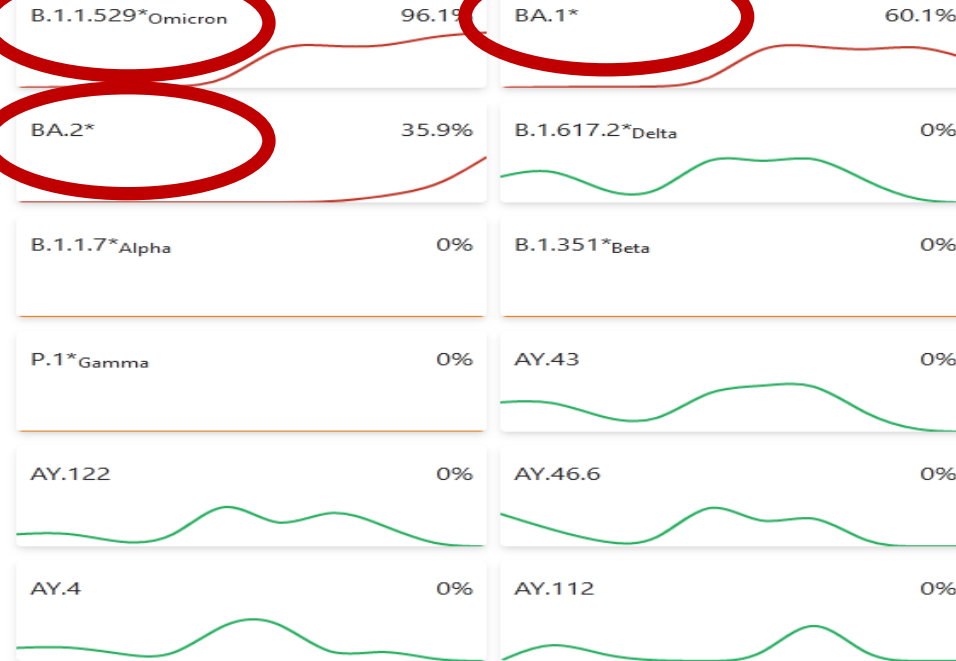 B.1.1.529*Omicron 96.1%
BA.1* 60.1%
BA.2* 35.9%
B.1.617.2*Delta 0%
B.1.1.7*Alpha 0%
B.1.351*Beta 0%
P.1*Gamma 0%
AY.43 0%
AY.122 0%
AY.46.6 0%
AY.4 0%
AY.112 0%